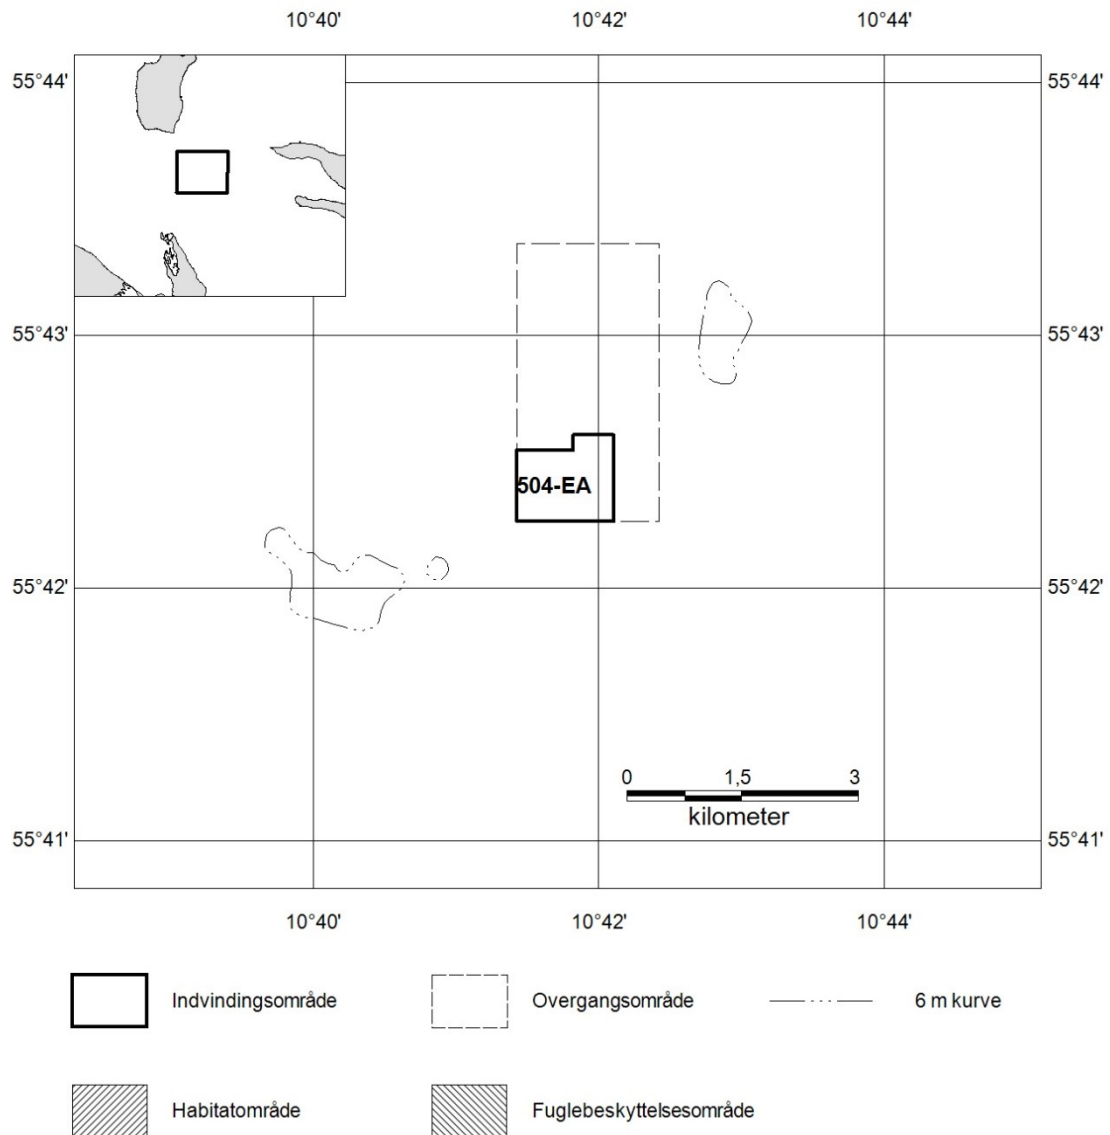 10°40' 10°42' 10°44'
55°44' 55°44'
55°43' 55°43'
504-EA
55°42' 55°42'
0 1,5 3
kilometer
55°41' 55°41'
10°40' 10°42' 10°44'
Indvindingsområde Overgangsområde 6 m kurve
Habitatområde Fuglebeskyttelsesområde